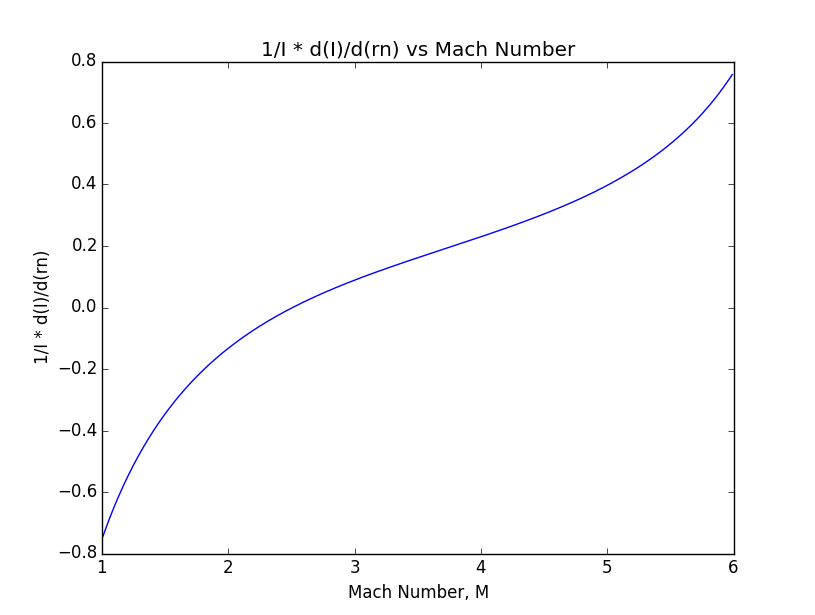 1/I * d(I)/d(rn) vs Mach Number
0.8
0.6
0.4
0.2
0.0
−0.2
−0.4
−0.6
−0.8
1/I * d(I)/d(rn)
1 2 3 4 5 6
Mach Number, M